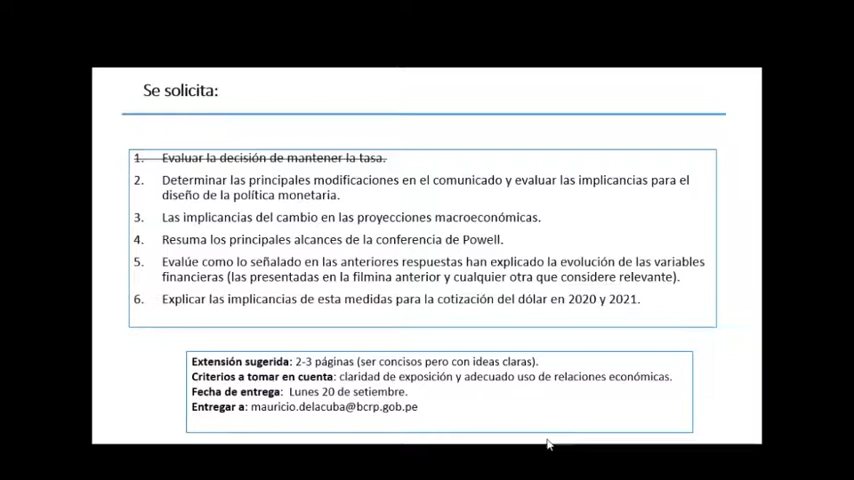 Se solicita:
1. Evaluar la decisión de mantener la tasa.
2. Determinar las principales modificaciones en el comunicado y evaluar las implicancias para el
diseño de la política monetaria.
3. Las implicancias del cambio en las proyecciones macroeconómicas.
4. Resuma los principales alcances de la conferencia de Powell.
5. Evalúe como lo señalado en las anteriores respuestas han explicado la evolución de las variables
financieras (las presentadas en la filmina anterior y cualquier otra que considere relevante).
6. Explicar las implicancias de esta medidas para la cotización del dólar en 2020 y 2021.
Extensión sugerida: 2-3 páginas (ser concisos pero con ideas claras).
Criterios a tomar en cuenta: claridad de exposición y adecuado uso de relaciones económicas.
Fecha de entrega: Lunes 20 de setiembre.
Entregar a: mauricio.delacuba@bcrp.gob.pe